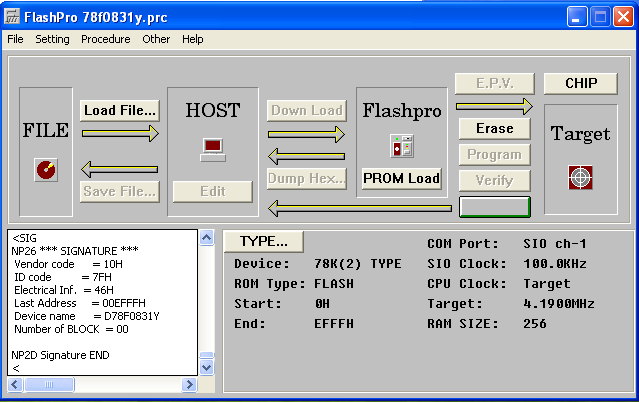 FlashPro 78f0831y.prc
File Setting Procedure Other Help
FILE
Load File...
Save File...
HOST
Edit
Down Load
Dump Hex...
Flashpro
PROM Load
E.P.V.
Erase
Program
Verify
CHIP
Target
<SIG
NP26 *** SIGNATURE ***
Vendor code = 10H
ID code = 7FH
Electrical Inf. = 46H
Last Address = 00EFFFH
Device name = D78F0831Y
Number of BLOCK = 00
NP2D Signature END
<
TYPE...
Device: 78K(2) TYPE
ROM Type: FLASH
Start: 0H
End: EFFFH
COM Port: SIO ch-1
SIO Clock: 100.0KHz
CPU Clock: Target
Target: 4.1900MHz
RAM SIZE: 256